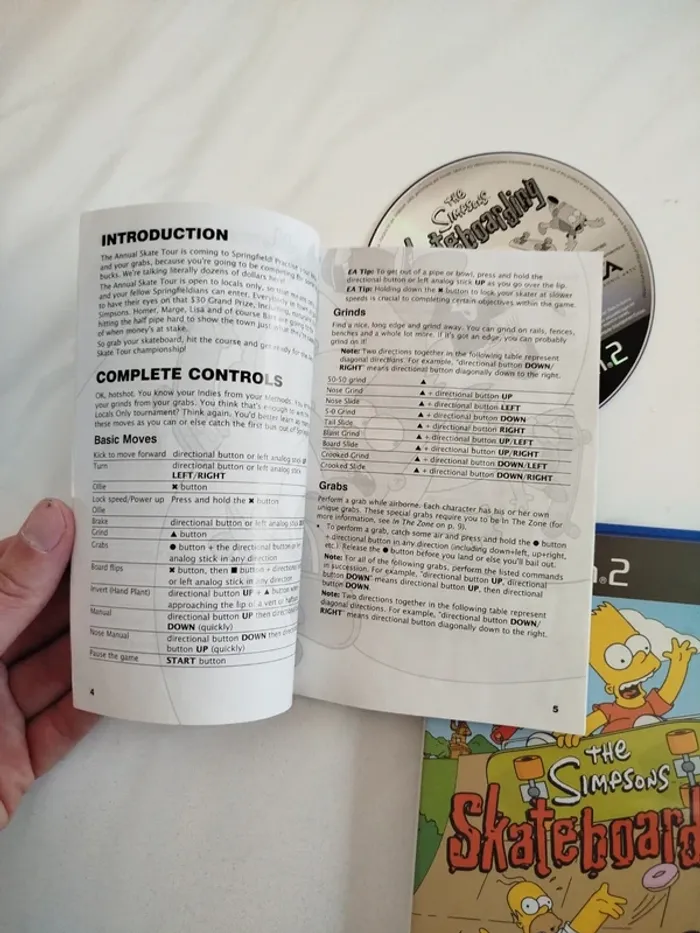 INTRODUCTION
The Annual Skate Tour is coming to Springfield
and your grabs, because you're going to be
bucks. We're talking literally dozens of dollars here!
The Annual Skate Tour is open to locals only, so
and your fellow Springfieldians can enter. Everybody in town
to have their eyes on that $30 Grand Prize, including
Simpsons. Homer, Marge, Lisa and of course Bart are going to be
hitting the half pipe hard to show the town just what they're
of when money's at stake.
So grab your skateboard, hit the course and get ready for the
Skate Tour championship!
COMPLETE CONTROLS
OK, hotshot. You know your Indies from your Methods.
your grinds from your grabs. You think that's enough to
Locals Only tournament? Think again. You'd better learn
these moves as you can or else catch the first bus out of
Basic Moves
Kick to move forward directional button or left analog stick
Turn directional button or left analog stick
LEFT/RIGHT
Ollie ✖ button
Lock speed/Power up Press and hold the ✖ button
Ollie
Brake directional button or left analog stick
Grind ▲ button
Grabs ● button + the directional button
analog stick in any direction
Board flips ✖ button, then ■ button + directional
or left analog stick in any direction
Invert (Hand Plant) directional button UP + ▲ button
approaching the lip of a vert or
Manual directional button UP then
DOWN (quickly)
Nose Manual directional button DOWN then
button UP (quickly)
Pause the game START button
4
EA Tip: To get out of a pipe or bowl, press and hold the
directional button or left analog stick UP as you go over the lip.
EA Tip: Holding down the ✖ button to lock your skater at slower
speeds is crucial to completing certain objectives within the game.
Grinds
Find a nice, long edge and grind away. You can grind on rails, fences,
benches and a whole lot more. If it's got an edge, you can probably
grind on it!
Note: Two directions together in the following table represent
diagonal directions. For example, "directional button DOWN/
RIGHT" means directional button diagonally down to the right.
50-50 grind ▲
Nose Grind ▲ + directional button UP
Nose Slide ▲ + directional button LEFT
5-0 Grind ▲ + directional button DOWN
Tail Slide ▲ + directional button RIGHT
Blunt Grind ▲ + directional button UP/LEFT
Board Slide ▲ + directional button UP/RIGHT
Crooked Grind ▲ + directional button DOWN/LEFT
Crooked Slide ▲ + directional button DOWN/RIGHT
Grabs
Perform a grab while airborne. Each character has his or her own
unique grabs. These special grabs require you to be In The Zone (for
more information, see In The Zone on p. 9).
• To perform a grab, catch some air and press and hold the ● button
+ directional button in any direction (including down+left, up+right,
etc.). Release the ● button before you land or else you'll bail out.
Note: For all of the following grabs, perform the listed commands
in succession. For example, "directional button UP, directional
button DOWN" means directional button UP, then directional
button DOWN.
Note: Two directions together in the following table represent
diagonal directions. For example, "directional button DOWN/
RIGHT" means directional button diagonally down to the right.
5
THE
SIMPSONS
Skateboarding
.2
.2
THE
SIMPSONS
Skateboard